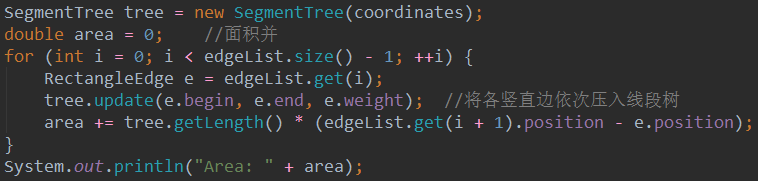 SegmentTree tree = new SegmentTree(coordinates);
double area = 0;    //面积并
for (int i = 0; i < edgeList.size() - 1; ++i) {
    RectangleEdge e = edgeList.get(i);
    tree.update(e.begin, e.end, e.weight);  //将各竖直边依次压入线段树
    area += tree.getLength() * (edgeList.get(i + 1).position - e.position);
}
System.out.println("Area: " + area);